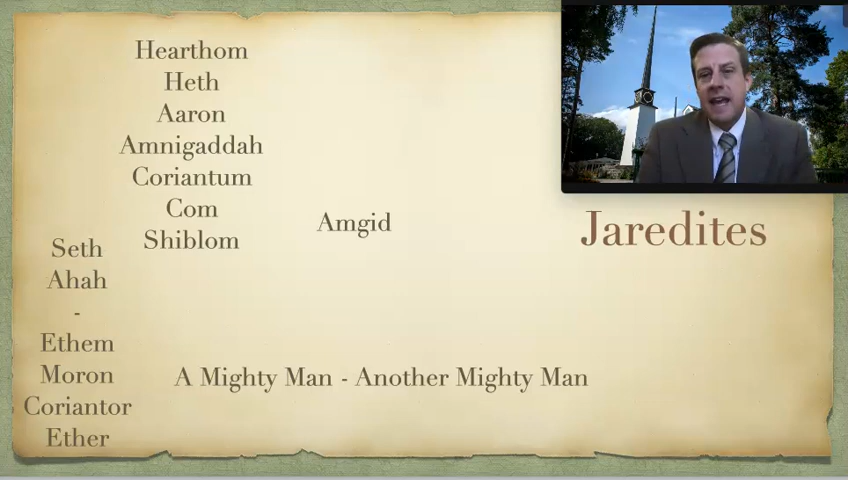 Hearthom
Heth
Aaron
Amnigaddah
Coriantum
Com
Shiblom
Amgid
Jaredites
Seth
Ahah
-
Ethem
Moron
Coriantor
Ether
A Mighty Man - Another Mighty Man